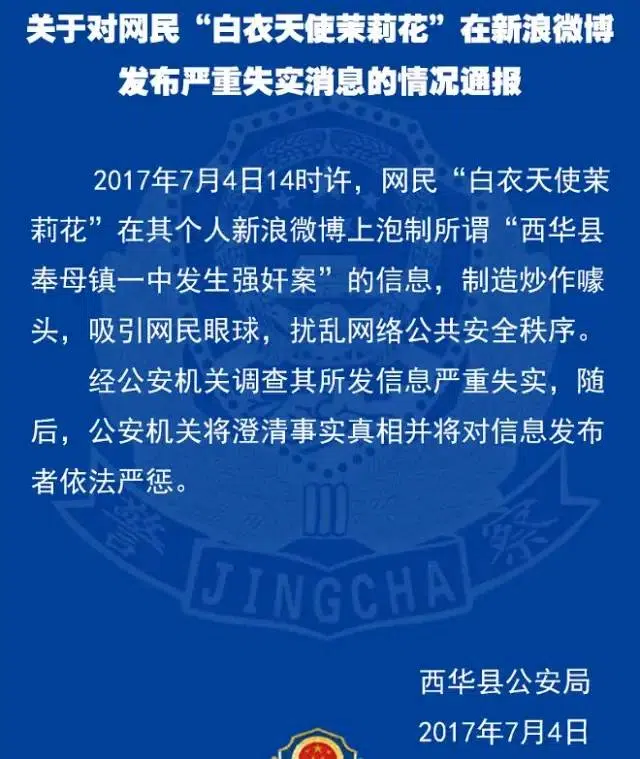 关于对网民“白衣天使茉莉花”在新浪微博
发布严重失实消息的情况通报
2017年7月4日14时许，网民“白衣天使茉
莉花”在其个人新浪微博上泡制所谓“西华县
奉母镇一中发生强奸案”的信息，制造炒作噱
头，吸引网民眼球，扰乱网络公共安全秩序。
经公安机关调查其所发信息严重失实，随
后，公安机关将澄清事实真相并将对信息发布
者依法严惩。
警 察
JINGCHA
西华县公安局
2017年7月4日